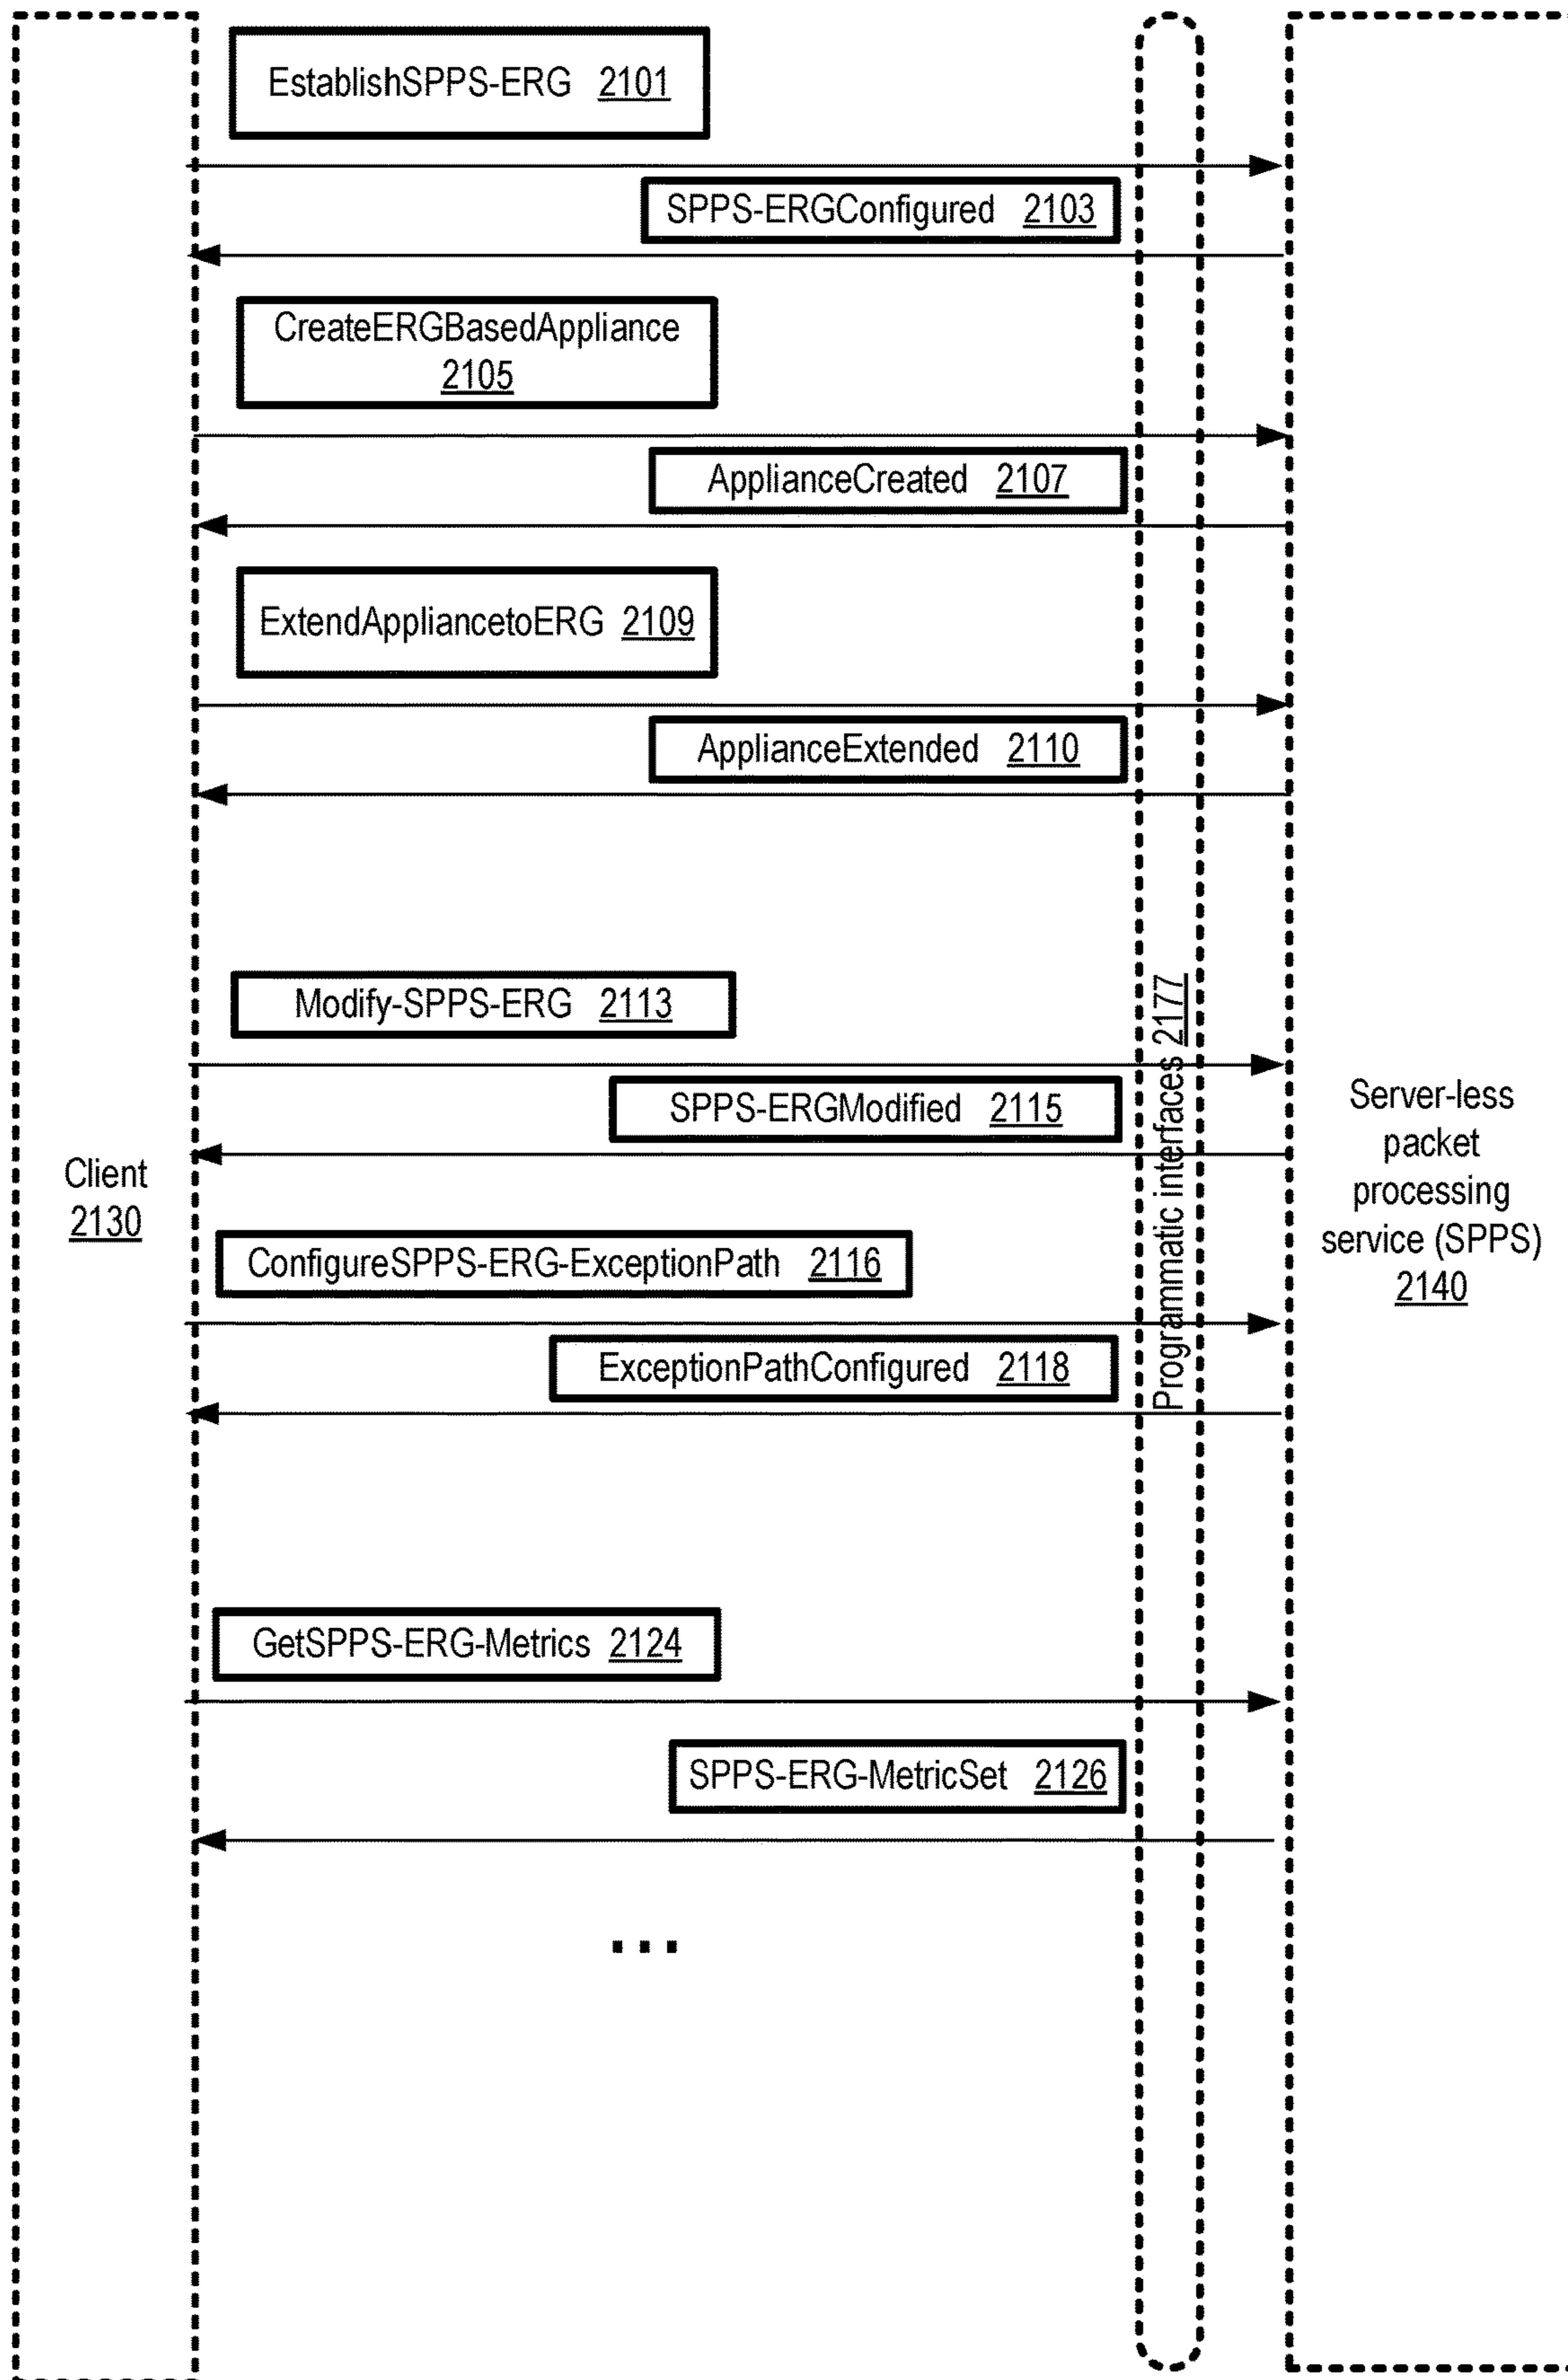 EstablishSPPS-ERG 2101
SPPS-ERGConfigured 2103
CreateERGBasedAppliance
2105
ApplianceCreated 2107
ExtendAppliancetoERG 2109
ApplianceExtended 2110
Modify-SPPS-ERG 2113
SPPS-ERGModified 2115
Client
2130
ConfigureSPPS-ERG-ExceptionPath 2116
ExceptionPathConfigured 2118
Programmatic interfaces 2177
Server-less
packet
processing
service (SPPS)
2140
GetSPPS-ERG-Metrics 2124
SPPS-ERG-MetricSet 2126
...